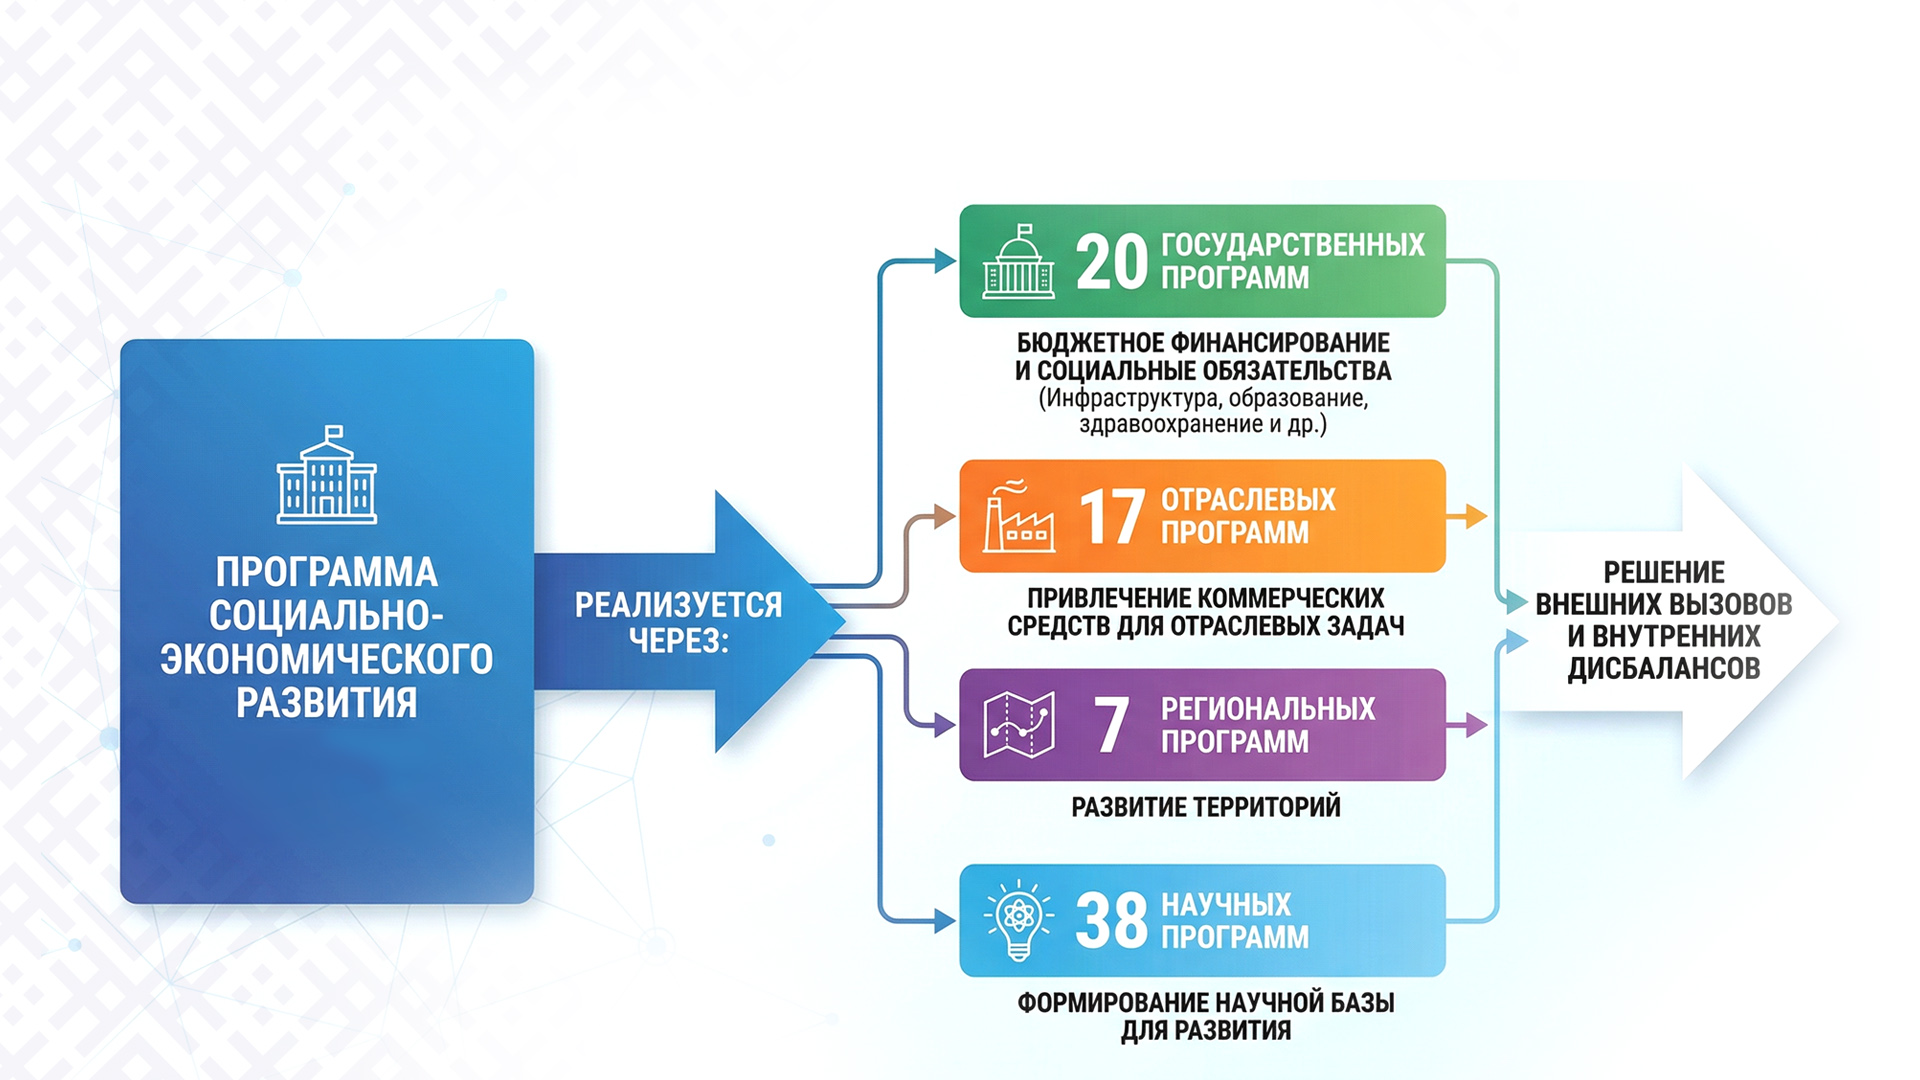 ПРОГРАММА
СОЦИАЛЬНО-
ЭКОНОМИЧЕСКОГО
РАЗВИТИЯ
РЕАЛИЗУЕТСЯ
ЧЕРЕЗ:
20 ГОСУДАРСТВЕННЫХ
ПРОГРАММ
БЮДЖЕТНОЕ ФИНАНСИРОВАНИЕ
И СОЦИАЛЬНЫЕ ОБЯЗАТЕЛЬСТВА
(Инфраструктура, образование,
здравоохранение и др.)
17 ОТРАСЛЕВЫХ
ПРОГРАММ
ПРИВЛЕЧЕНИЕ КОММЕРЧЕСКИХ
СРЕДСТВ ДЛЯ ОТРАСЛЕВЫХ ЗАДАЧ
7 РЕГИОНАЛЬНЫХ
ПРОГРАММ
РАЗВИТИЕ ТЕРРИТОРИЙ
38 НАУЧНЫХ
ПРОГРАММ
ФОРМИРОВАНИЕ НАУЧНОЙ БАЗЫ
ДЛЯ РАЗВИТИЯ
РЕШЕНИЕ
ВНЕШНИХ ВЫЗОВОВ
И ВНУТРЕННИХ
ДИСБАЛАНСОВ